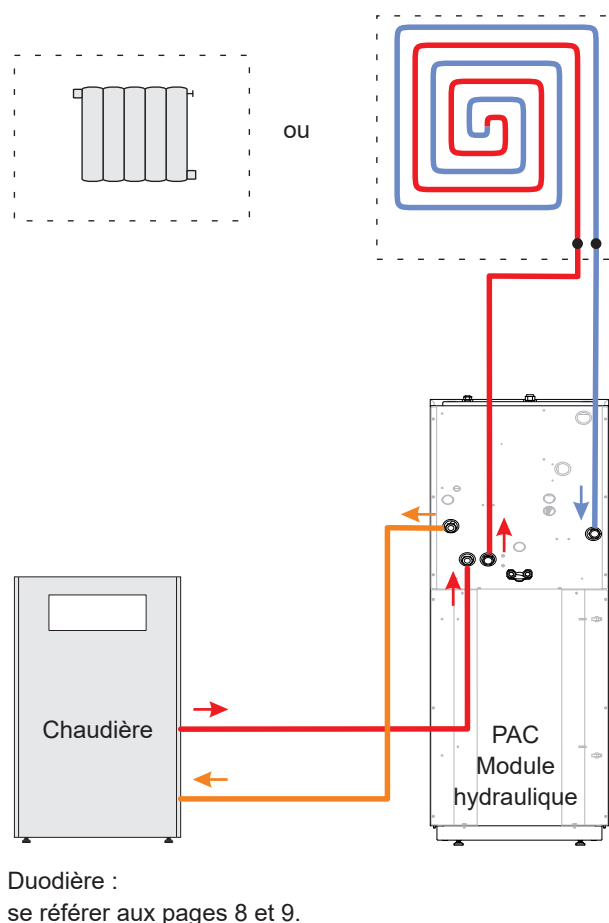 ou
Chaudière
PAC
Module
hydraulique
Duodière :
se référer aux pages 8 et 9.